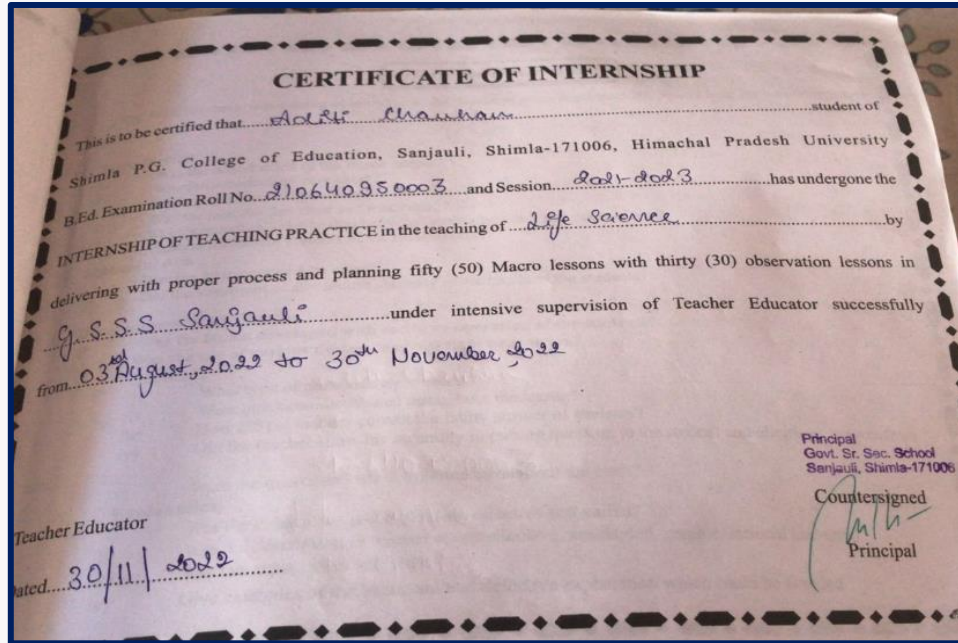 CERTIFICATE OF INTERNSHIP
This is to be certified that....Aditi Chauhan....student of
Shimla P.G. College of Education, Sanjauli, Shimla-171006, Himachal Pradesh University
B.Ed. Examination Roll No...210640950003...and Session....2021-2023....has undergone the
INTERNSHIP OF TEACHING PRACTICE in the teaching of....Life Science....by
delivering with proper process and planning fifty (50) Macro lessons with thirty (30) observation lessons in
....G.S.S.S Sanjauli....under intensive supervision of Teacher Educator successfully
from...03rd August, 2022 to 30th November, 2022
Principal
Govt. Sr. Sec. School
Sanjauli, Shimla-171006
Countersigned
Principal
Teacher Educator
Dated....30/11/2022....